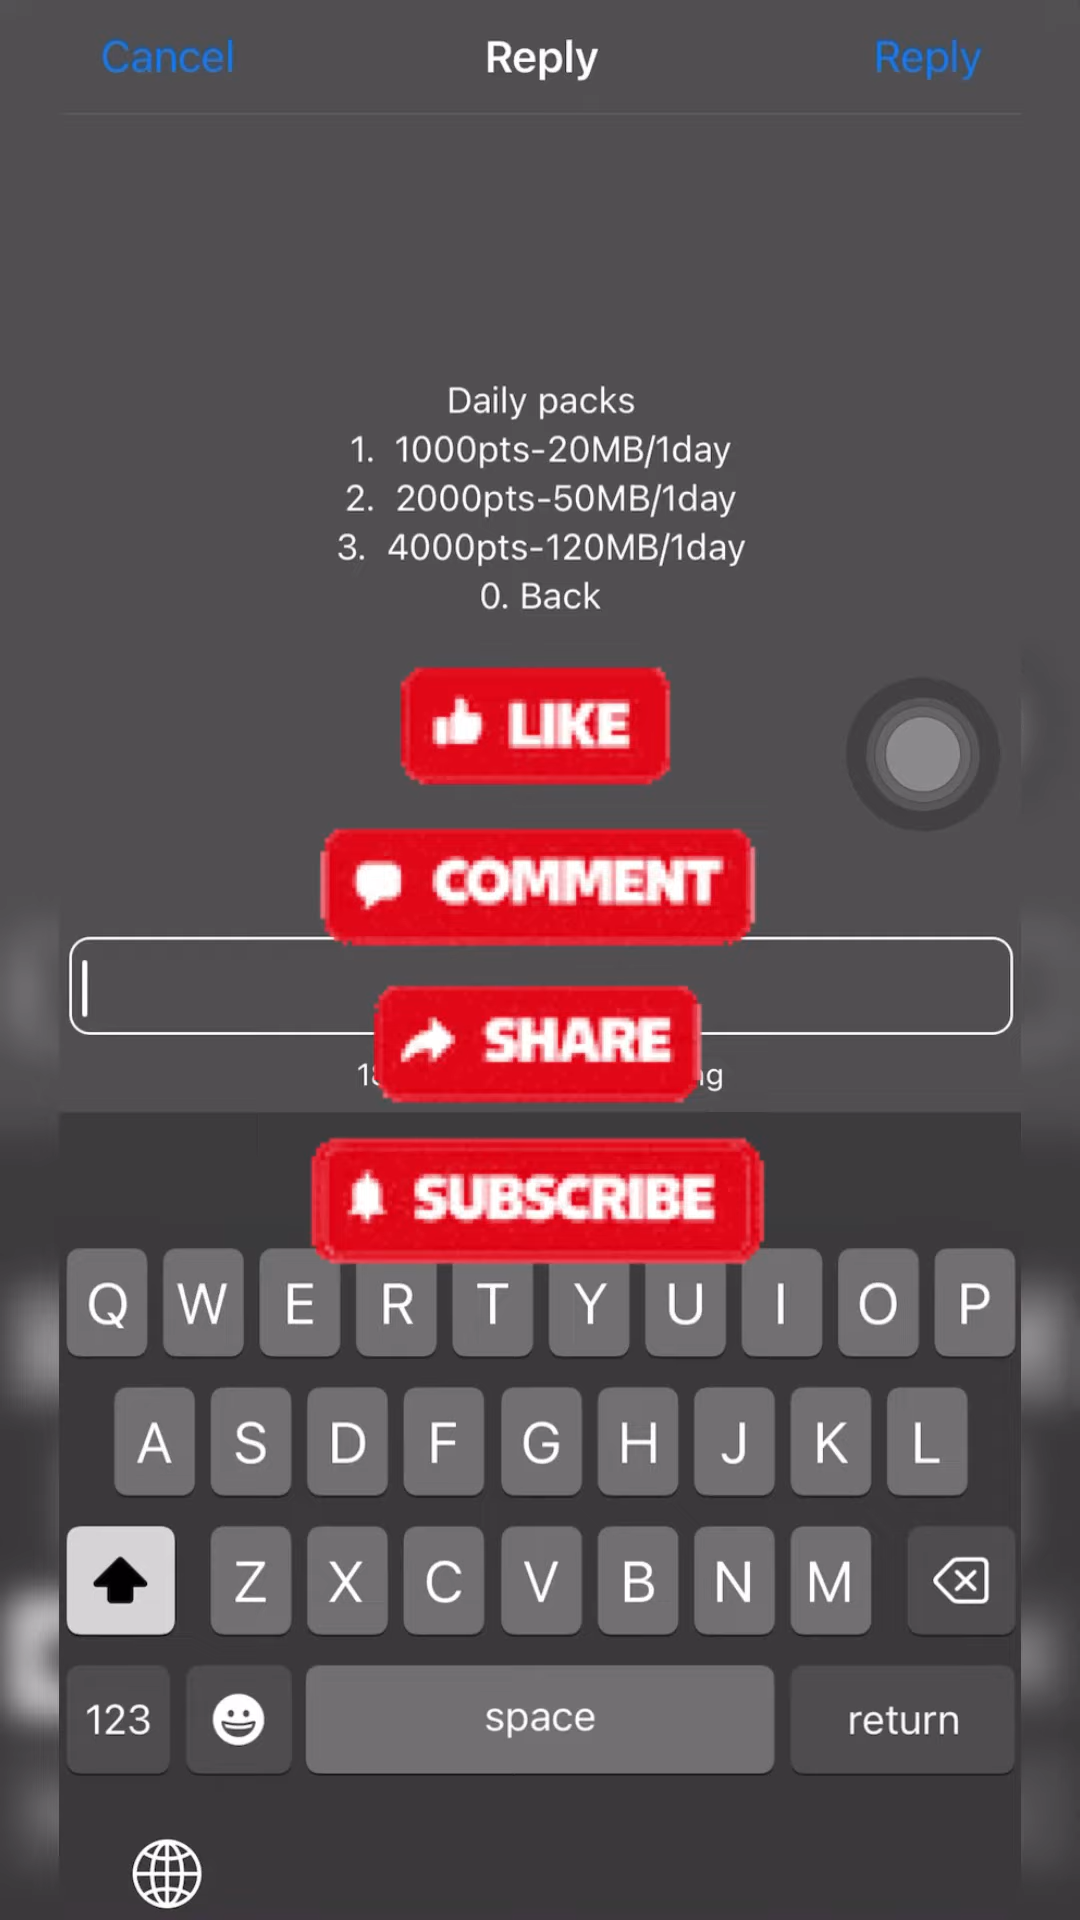 Cancel Reply Reply
Daily packs
1. 1000pts-20MB/1day
2. 2000pts-50MB/1day
3. 4000pts-120MB/1day
0. Back
LIKE
COMMENT
SHARE
SUBSCRIBE
Q W E R T Y U I O P
A S D F G H J K L
Z X C V B N M
123 space return